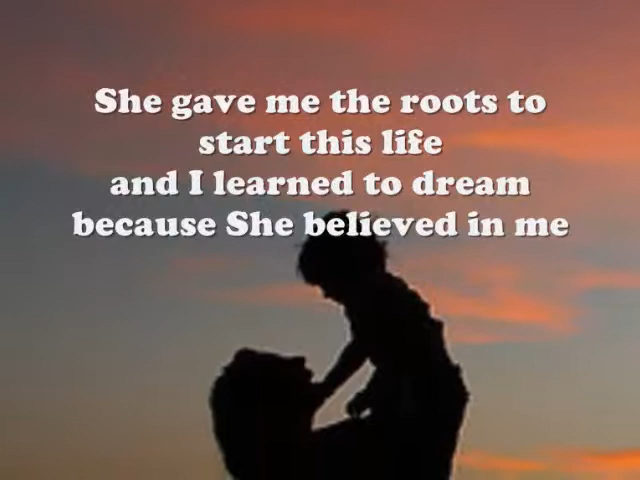 She gave me the roots to
start this life
and I learned to dream
because She believed in me